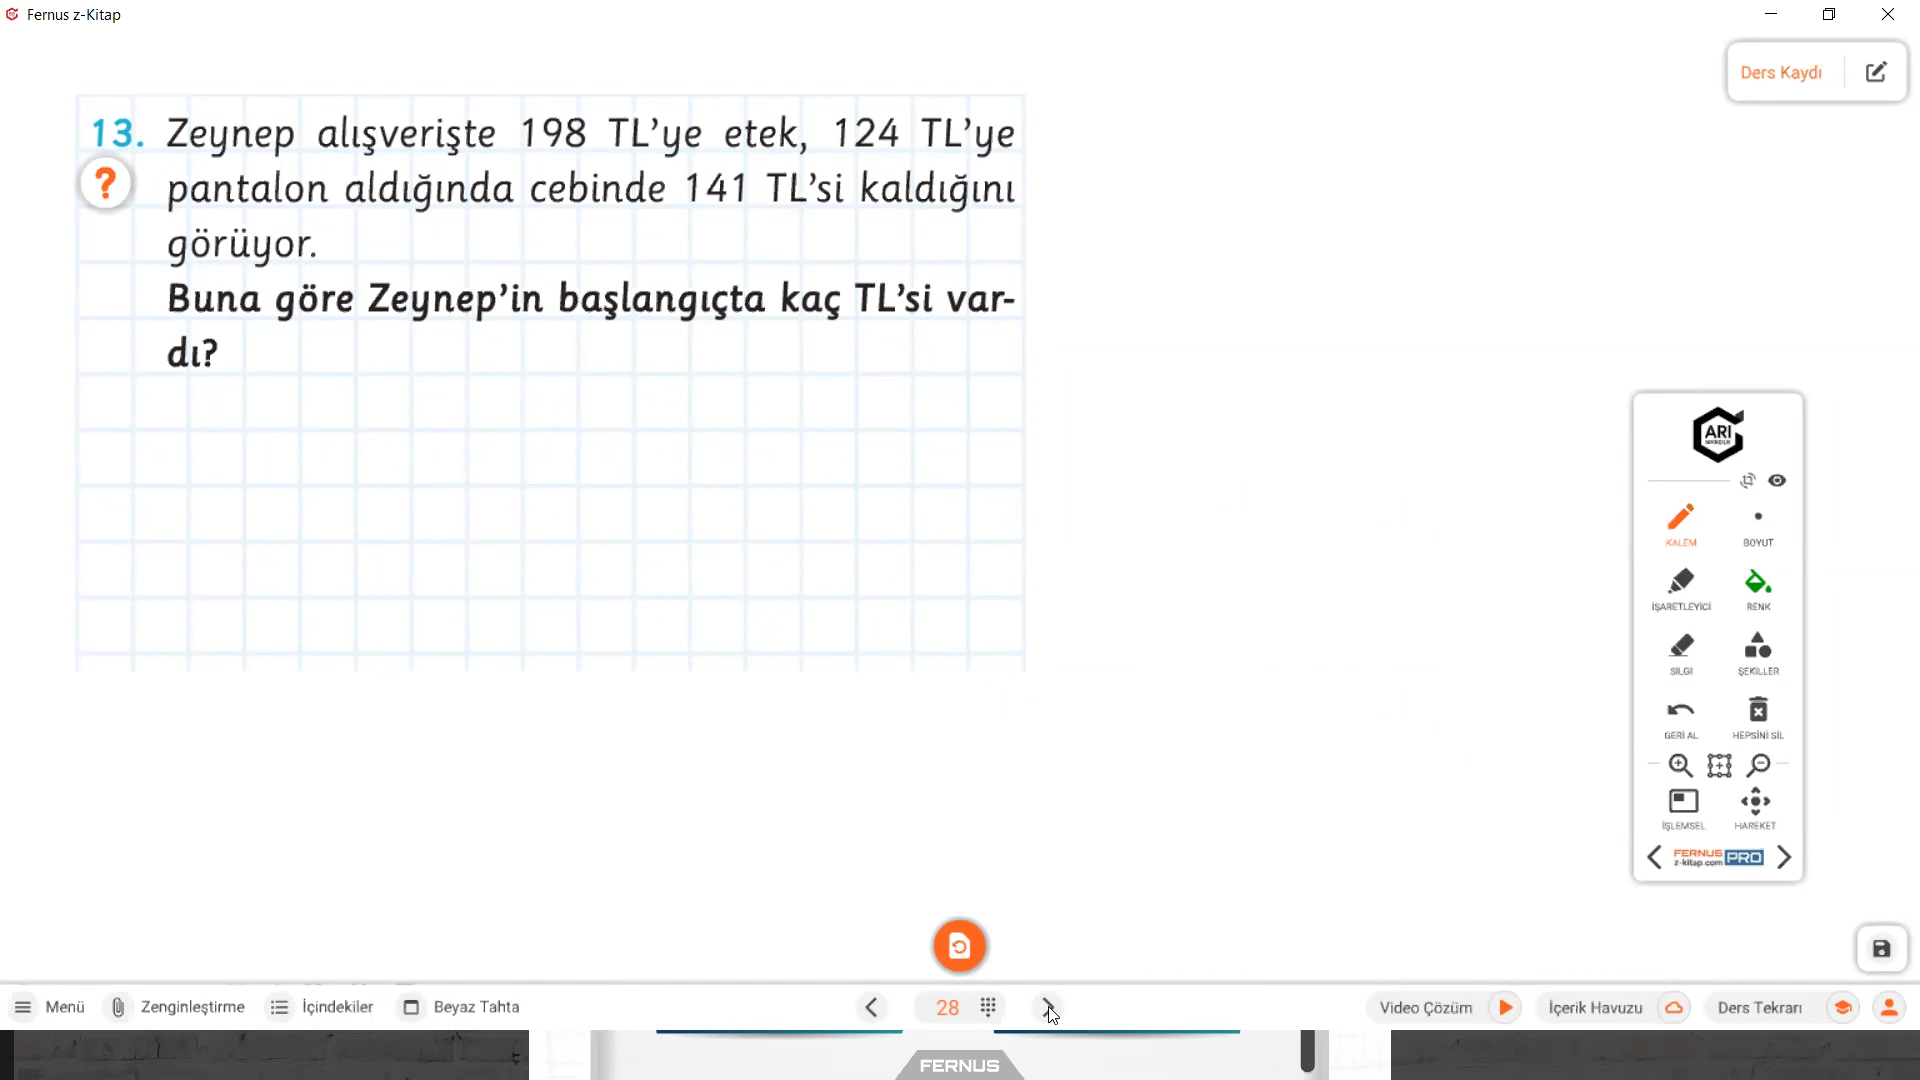 Fernus z-Kitap
Ders Kaydı
13. Zeynep alışverişte 198 TL’ye etek, 124 TL’ye
? pantalon aldığında cebinde 141 TL’si kaldığını
görüyor.
Buna göre Zeynep’in başlangıçta kaç TL’si var-
dı?
ARI
KALEM BOYUT
İŞARETLEYİCİ RENK
SİLGİ ŞEKİLLER
GERİ AL HEPSİNİ SİL
İŞLEMSEL HAREKET
FERNUS
z-kitap.com PRO
Menü Zenginleştirme İçindekiler Beyaz Tahta 28 Video Çözüm İçerik Havuzu Ders Tekrarı
FERNUS